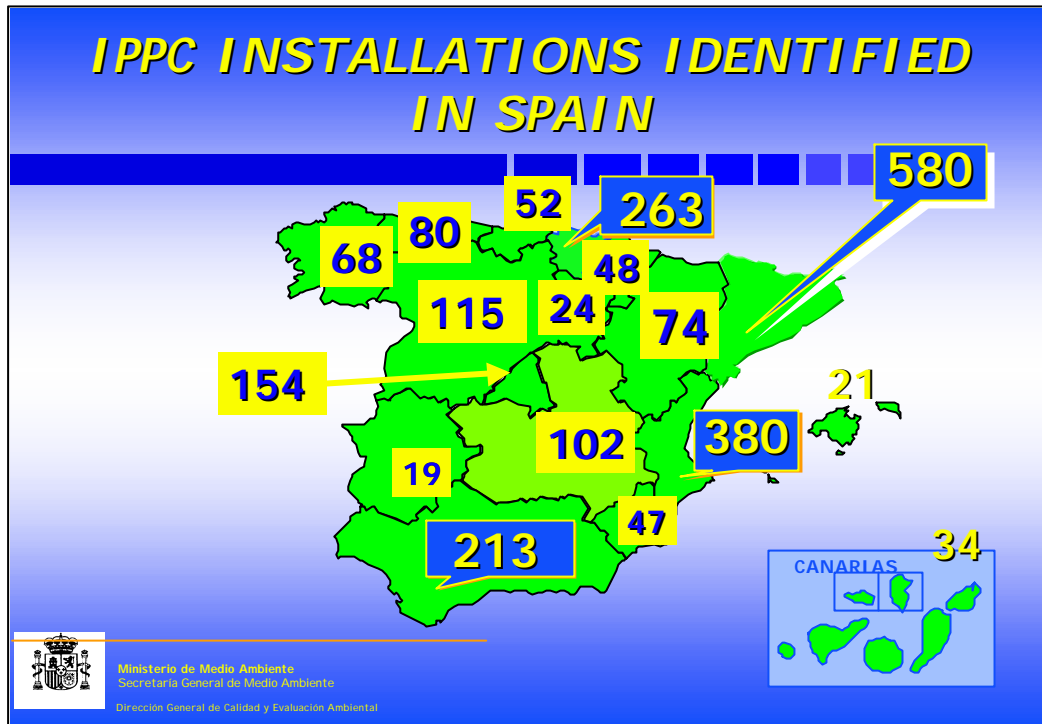 IPPC INSTALLATIONS IDENTIFIED
IN SPAIN
580
52
263
80
68
48
115
24
74
154
21
102
380
19
47
213
34
CANARIAS
Ministerio de Medio Ambiente
Secretaría General de Medio Ambiente
Dirección General de Calidad y Evaluación Ambiental